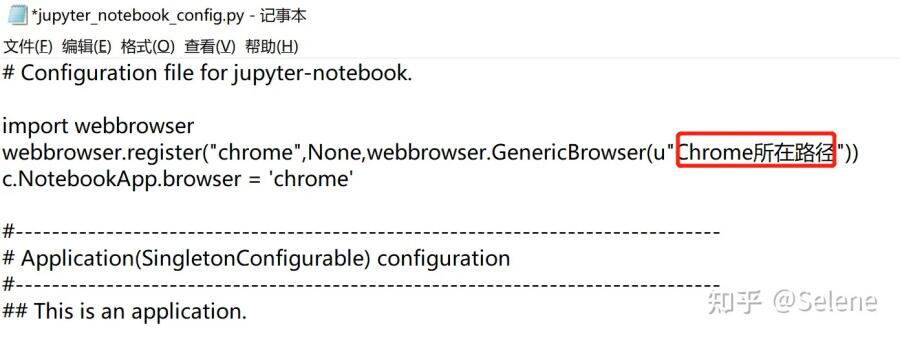 *jupyter_notebook_config.py - 记事本
文件(F) 编辑(E) 格式(O) 查看(V) 帮助(H)
# Configuration file for jupyter-notebook.
import webbrowser
webbrowser.register("chrome",None,webbrowser.GenericBrowser(u"Chrome所在路径"))
c.NotebookApp.browser = 'chrome'
#------------------------------------------------------------------------------
# Application(SingletonConfigurable) configuration
#------------------------------------------------------------------------------
## This is an application.
知乎 @Selene